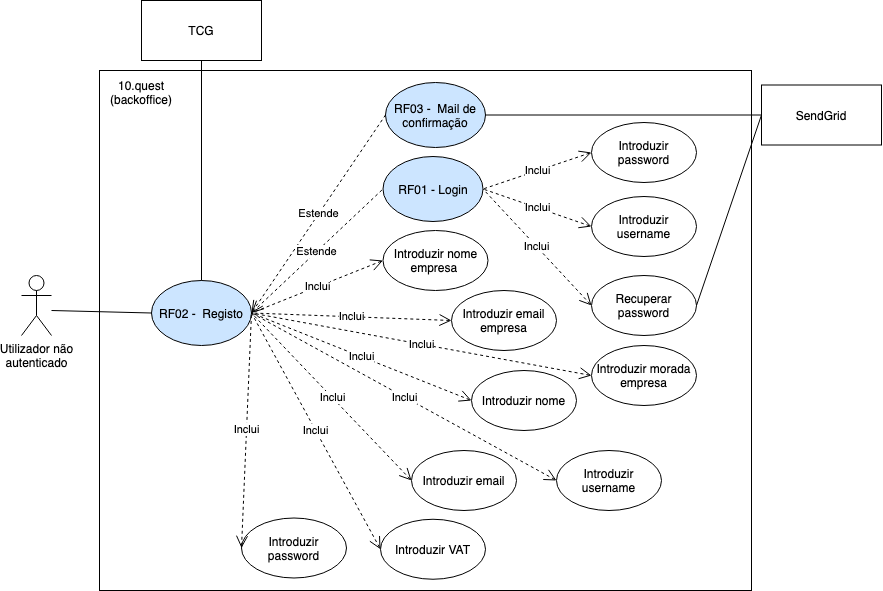 TCG
10.quest
(backoffice)
RF03 - Mail de
confirmação
SendGrid
Introduzir
password
Inclui
RF01 - Login
Inclui
Introduzir
username
Estende
Inclui
Estende
Introduzir nome
empresa
Inclui
Recuperar
password
RF02 - Registo
Inclui
Introduzir email
empresa
Utilizador não
autenticado
Inclui
Inclui
Introduzir morada
empresa
Inclui
Inclui
Introduzir nome
Inclui
Inclui
Introduzir email
Introduzir
username
Introduzir
password
Introduzir VAT